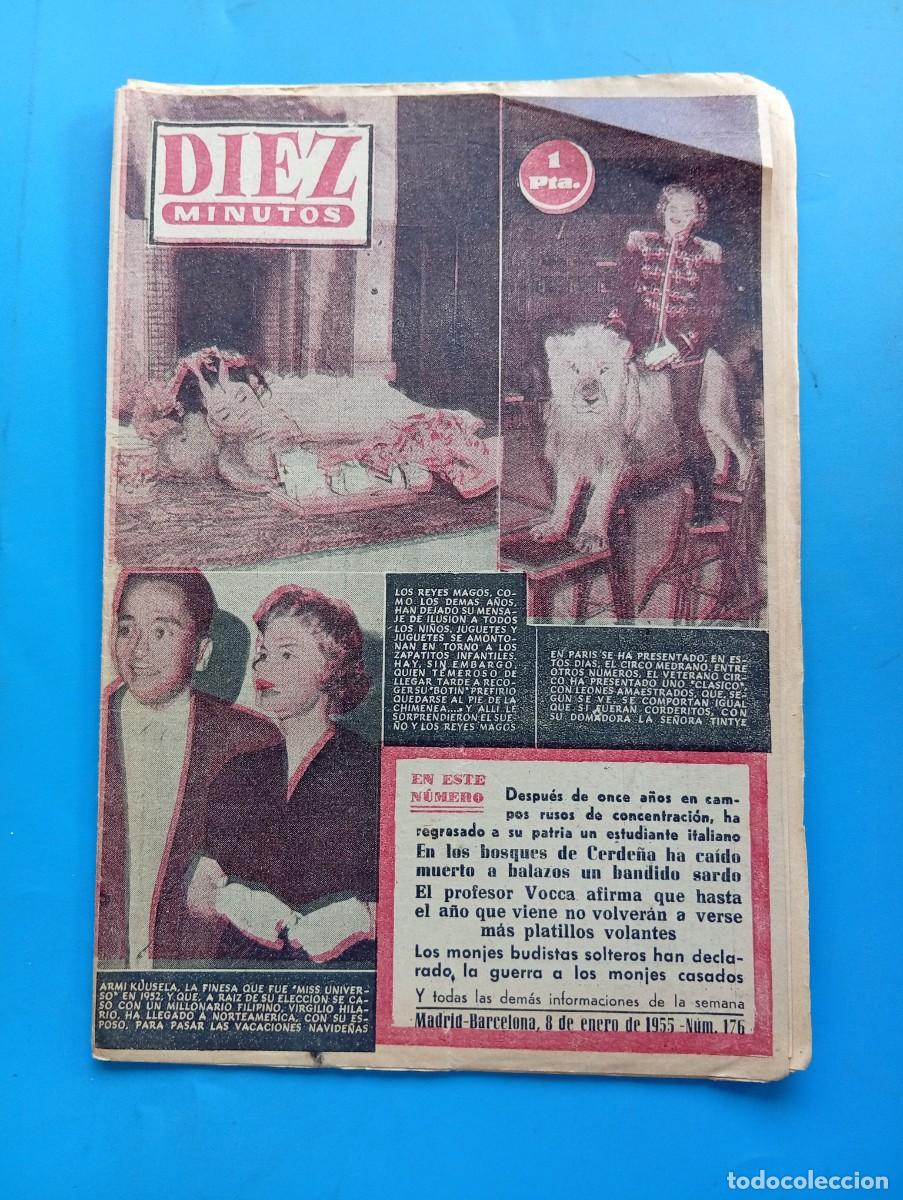 DIEZ
MINUTOS
1
Pta.
LOS REYES MAGOS, CO-
MO LOS DEMAS AÑOS,
HAN DEJADO SU MENSA-
JE DE ILUSION A TODOS
LOS NIÑOS. JUGUETES Y
JUGUETES SE AMONTO-
NAN EN TORNO A LOS
ZAPATITOS INFANTILES.
HAY, SIN EMBARGO,
QUIEN TEMEROSO DE
LLEGAR TARDE A RECO-
GER SU "BOTIN" PREFIRIO
QUEDARSE AL PIE DE LA
CHIMENEA.... Y ALLI LE
SORPRENDIERON EL SUE-
ÑO Y LOS REYES MAGOS
EN PARIS SE HA PRESENTADO, EN ES-
TOS DIAS, EL CIRCO MEDRANO. ENTRE
OTROS NUMEROS, EL VETERANO CIR-
CO HA PRESENTADO UNO "CLASICO"
CON LEONES AMAESTRADOS, QUE, SE-
GUN SE VE, SE COMPORTAN IGUAL
QUE SI FUERAN CORDERITOS, CON
SU DOMADORA LA SEÑORA TINTYE
ARMI KUUSELA, LA FINESA QUE FUE "MISS UNIVER-
SO" EN 1952, Y QUE, A RAIZ DE SU ELECCION SE CA-
SO CON UN MILLONARIO FILIPINO, VIRGILIO HILA-
RIO, HA LLEGADO A NORTEAMERICA, CON SU ES-
POSO, PARA PASAR LAS VACACIONES NAVIDEÑAS
EN ESTE
NÚMERO
Después de once años en cam-
pos rusos de concentración, ha
regrasado a su patria un estudiante italiano
En los bosques de Cerdeña ha caído
muerto a balazos un bandido sardo
El profesor Vocca afirma que hasta
el año que viene no volverán a verse
más platillos volantes
Los monjes budistas solteros han decla-
rado, la guerra a los monjes casados
Y todas las demás informaciones de la semana
Madrid-Barcelona, 8 de enero de 1955 -Núm. 176
todocoleccion